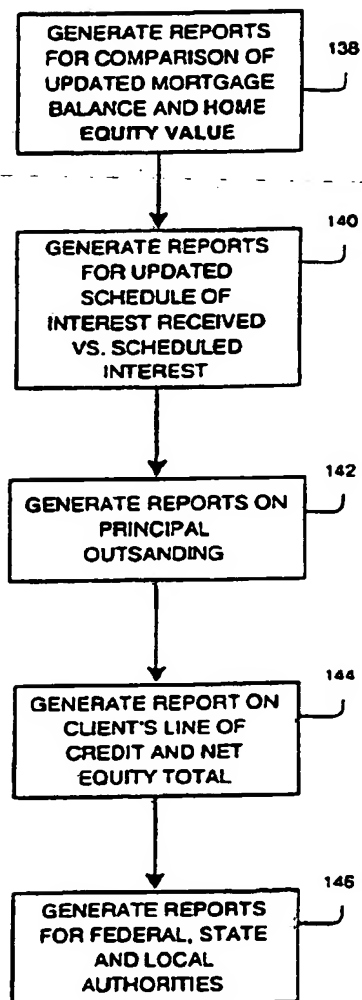 GENERATE REPORTS
FOR COMPARISON OF
UPDATED MORTGAGE
BALANCE AND HOME
EQUITY VALUE
138
GENERATE REPORTS
FOR UPDATED
SCHEDULE OF
INTEREST RECEIVED
VS. SCHEDULED
INTEREST
140
GENERATE REPORTS ON
PRINCIPAL
OUTSANDING
142
GENERATE REPORT ON
CLIENT'S LINE OF
CREDIT AND NET
EQUITY TOTAL
144
GENERATE REPORTS
FOR FEDERAL, STATE
AND LOCAL
AUTHORITIES
146